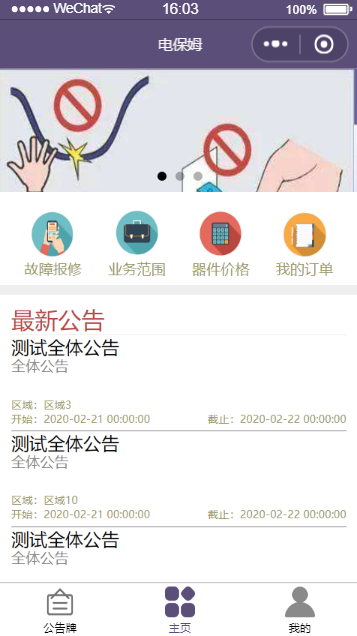 WeChat 16:03 100%
电保姆
故障报修 业务范围 器件价格 我的订单
最新公告
测试全体公告
全体公告
区域：区域3
开始：2020-02-21 00:00:00 截止：2020-02-22 00:00:00
测试全体公告
全体公告
区域：区域10
开始：2020-02-21 00:00:00 截止：2020-02-22 00:00:00
测试全体公告
全体公告
公告牌 主页 我的